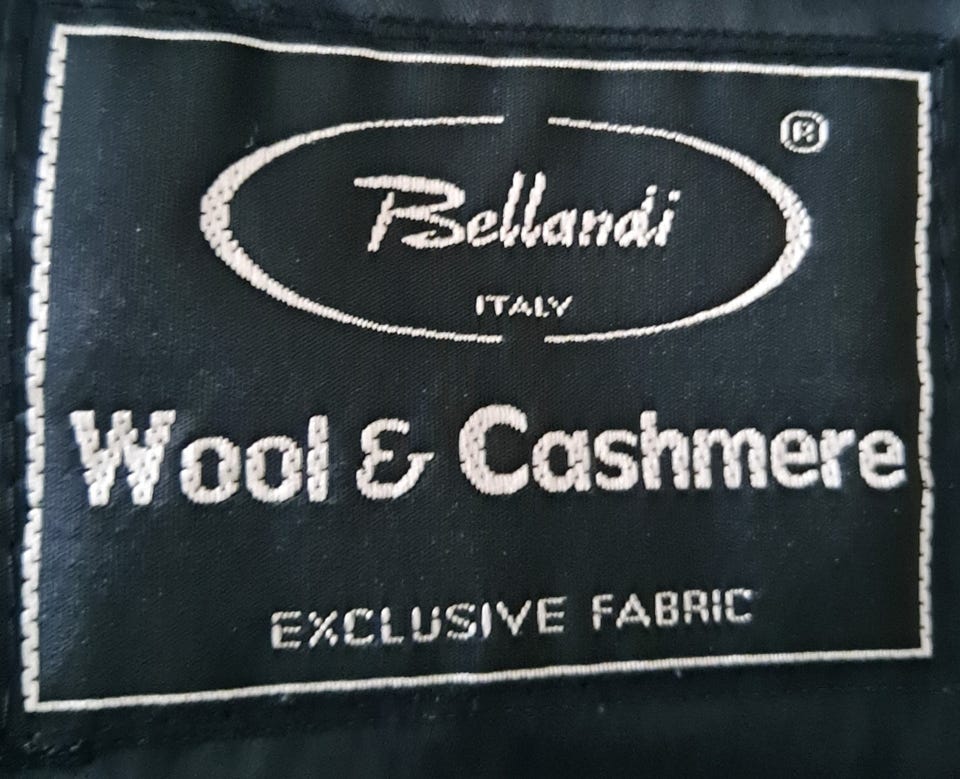 ®
Bellandi
ITALY
Wool & Cashmere
EXCLUSIVE FABRIC